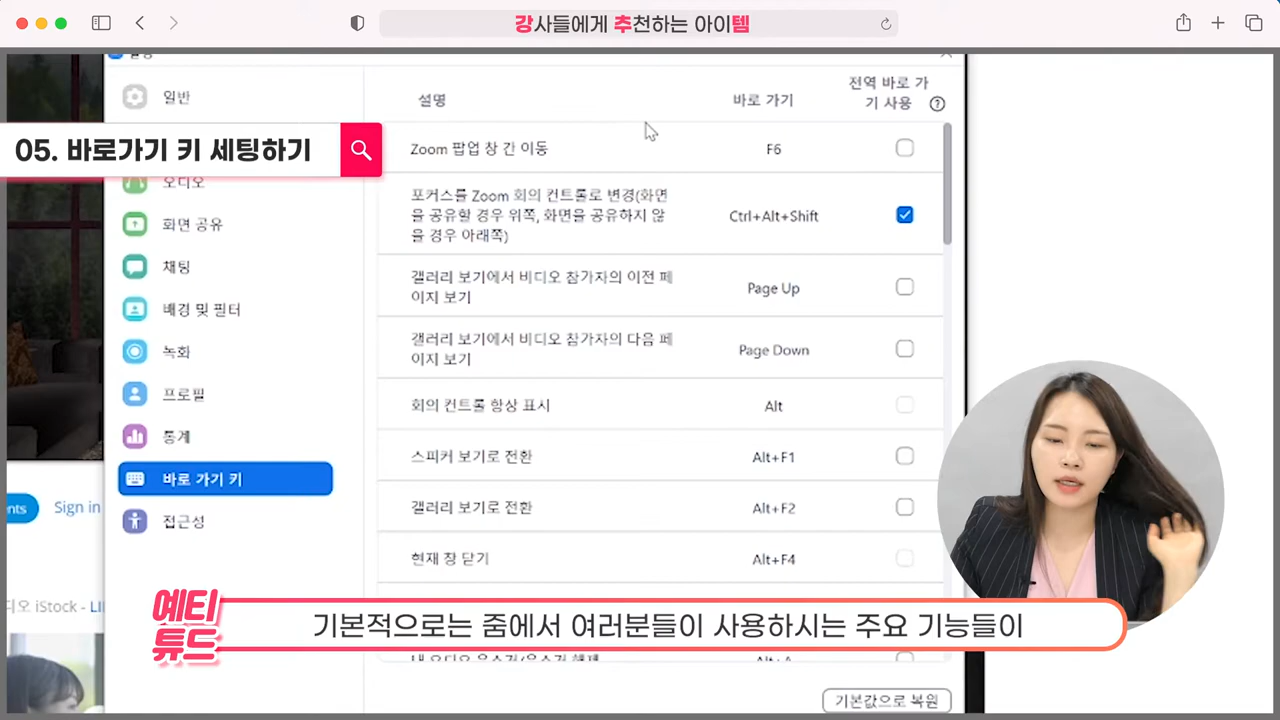 강사들에게 추천하는 아이템
일반
설명
바로 가기
전역 바로 가
기 사용
05. 바로가기 키 세팅하기
Zoom 팝업 창 간 이동
F6
오디오
포커스를 Zoom 회의 컨트롤로 변경(화면
을 공유할 경우 위쪽, 화면을 공유하지 않
을 경우 아래쪽)
Ctrl+Alt+Shift
화면 공유
채팅
갤러리 보기에서 비디오 참가자의 이전 페
이지 보기
Page Up
배경 및 필터
녹화
갤러리 보기에서 비디오 참가자의 다음 페
이지 보기
Page Down
프로필
회의 컨트롤 항상 표시
Alt
통계
스피커 보기로 전환
Alt+F1
바로 가기 키
갤러리 보기로 전환
Alt+F2
nts
Sign in
접근성
현재 창 닫기
Alt+F4
디오 iStock - LI
예티
튜드
기본적으로는 줌에서 여러분들이 사용하시는 주요 기능들이
Alt+A
기본값으로 복원